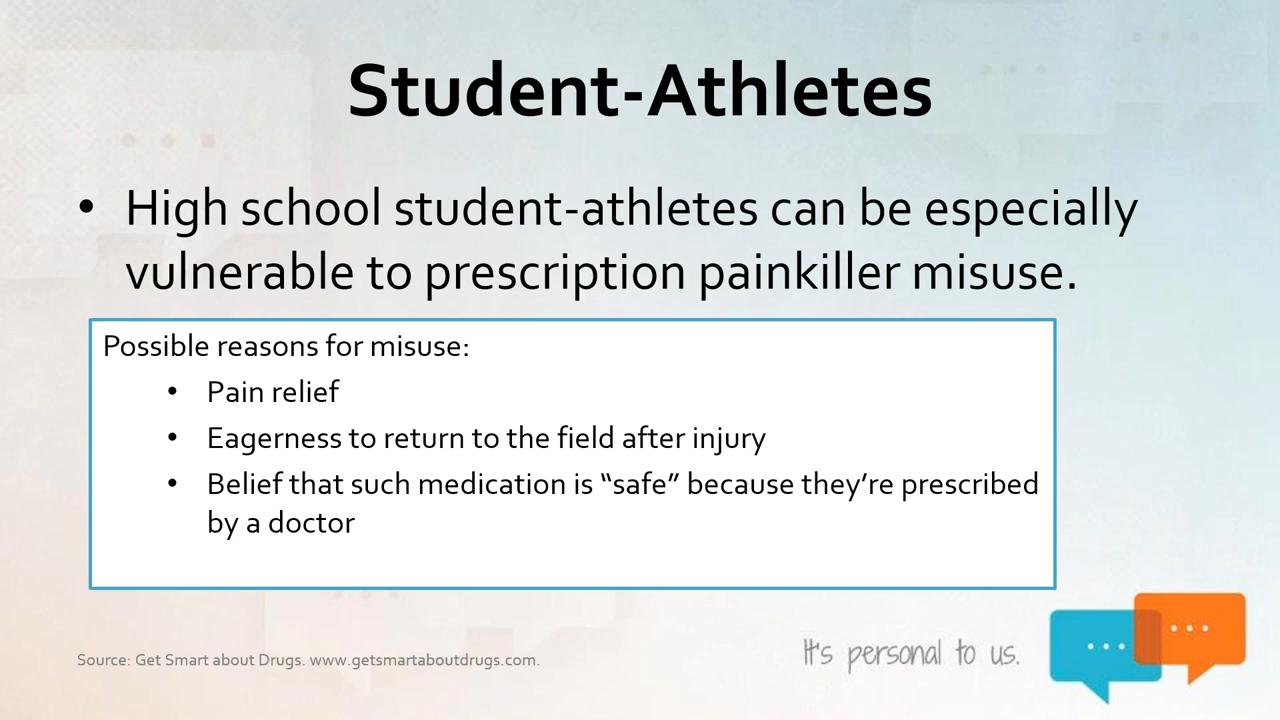 Student-Athletes
• High school student-athletes can be especially
vulnerable to prescription painkiller misuse.
Possible reasons for misuse:
• Pain relief
• Eagerness to return to the field after injury
• Belief that such medication is “safe” because they’re prescribed
by a doctor
Source: Get Smart about Drugs. www.getsmartaboutdrugs.com.
It's personal to us.